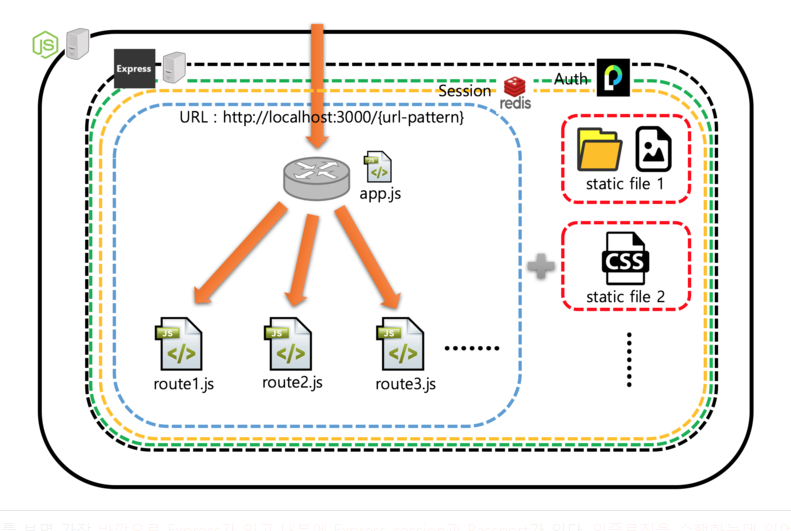 JS
Express
Auth
Session
redis
URL : http://localhost:3000/{url-pattern}
JS
app.js
static file 1
CSS
static file 2
JS
JS
JS
route1.js
route2.js
route3.js